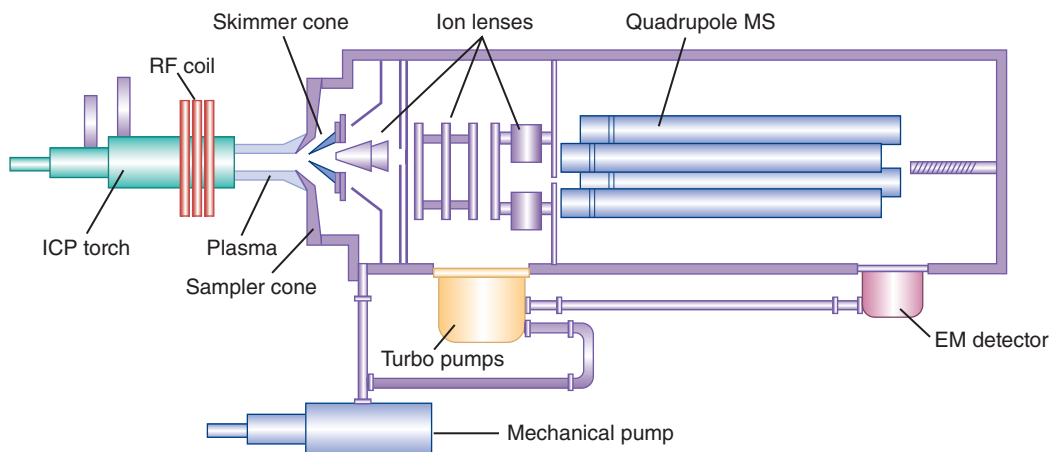 Skimmer cone
Ion lenses
Quadrupole MS
RF coil
ICP torch
Plasma
Sampler cone
Turbo pumps
EM detector
Mechanical pump